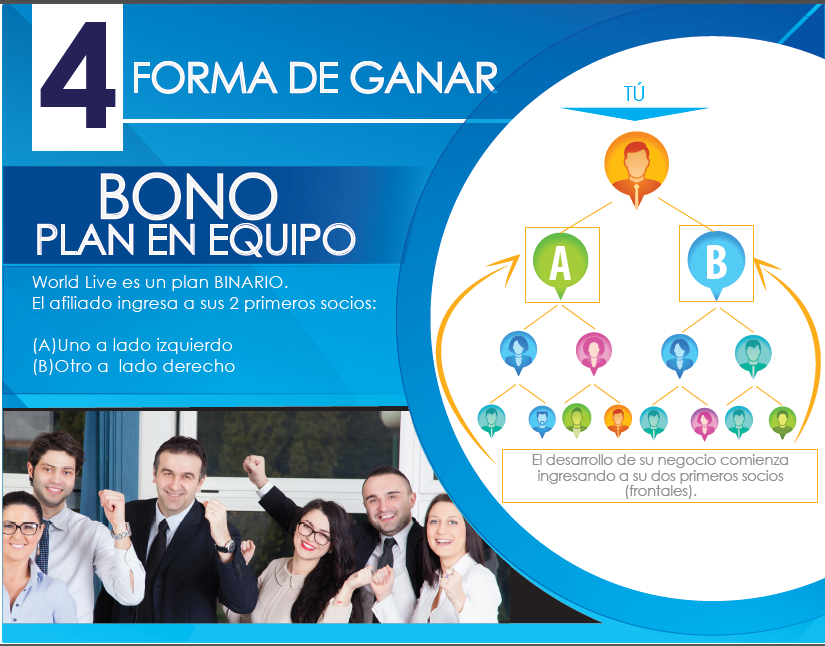 4
FORMA DE GANAR
BONO
PLAN EN EQUIPO
World Live es un plan BINARIO.
El afiliado ingresa a sus 2 primeros socios:
(A)Uno a lado izquierdo
(B)Otro a lado derecho
TÚ
A
B
El desarrollo de su negocio comienza
ingresando a su dos primeros socios
(frontales).